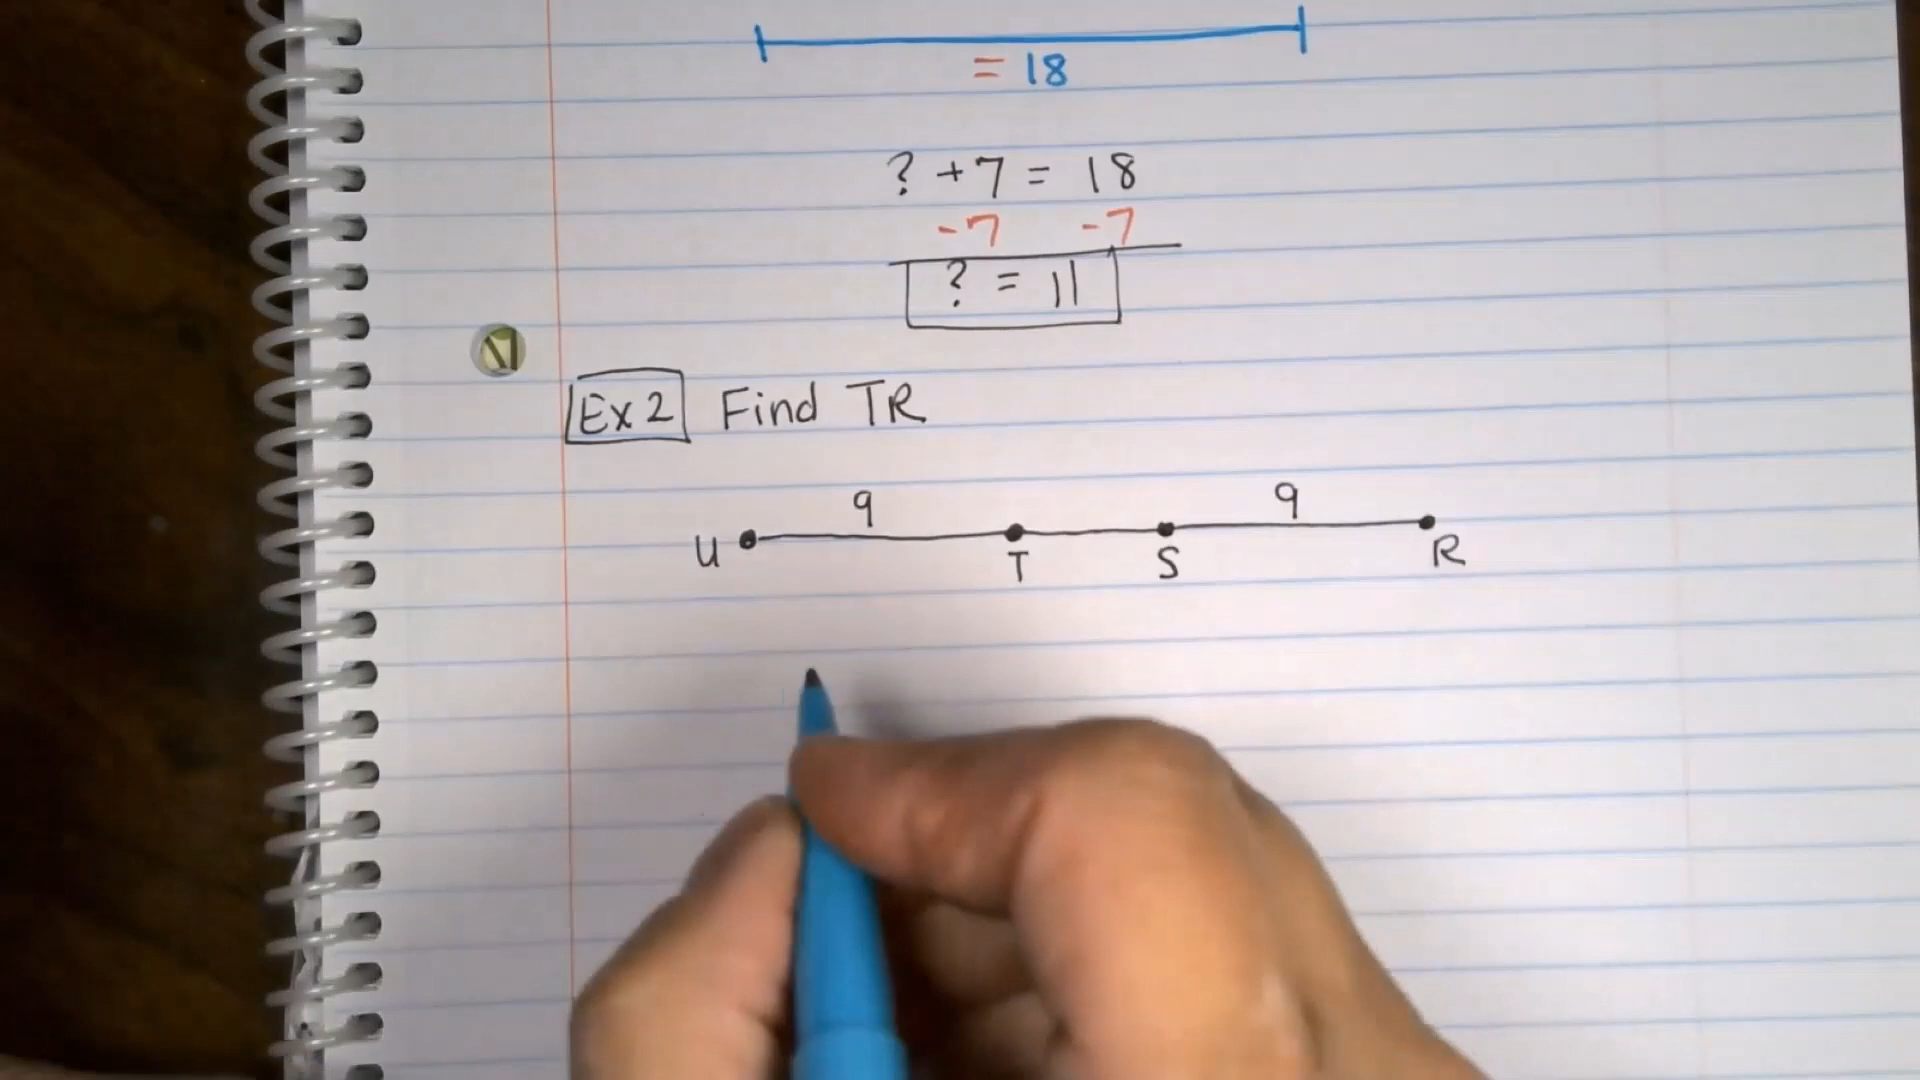 = 18
? + 7 = 18
- 7 - 7
? = 11
Ex 2 Find TR
9 9
U T S R